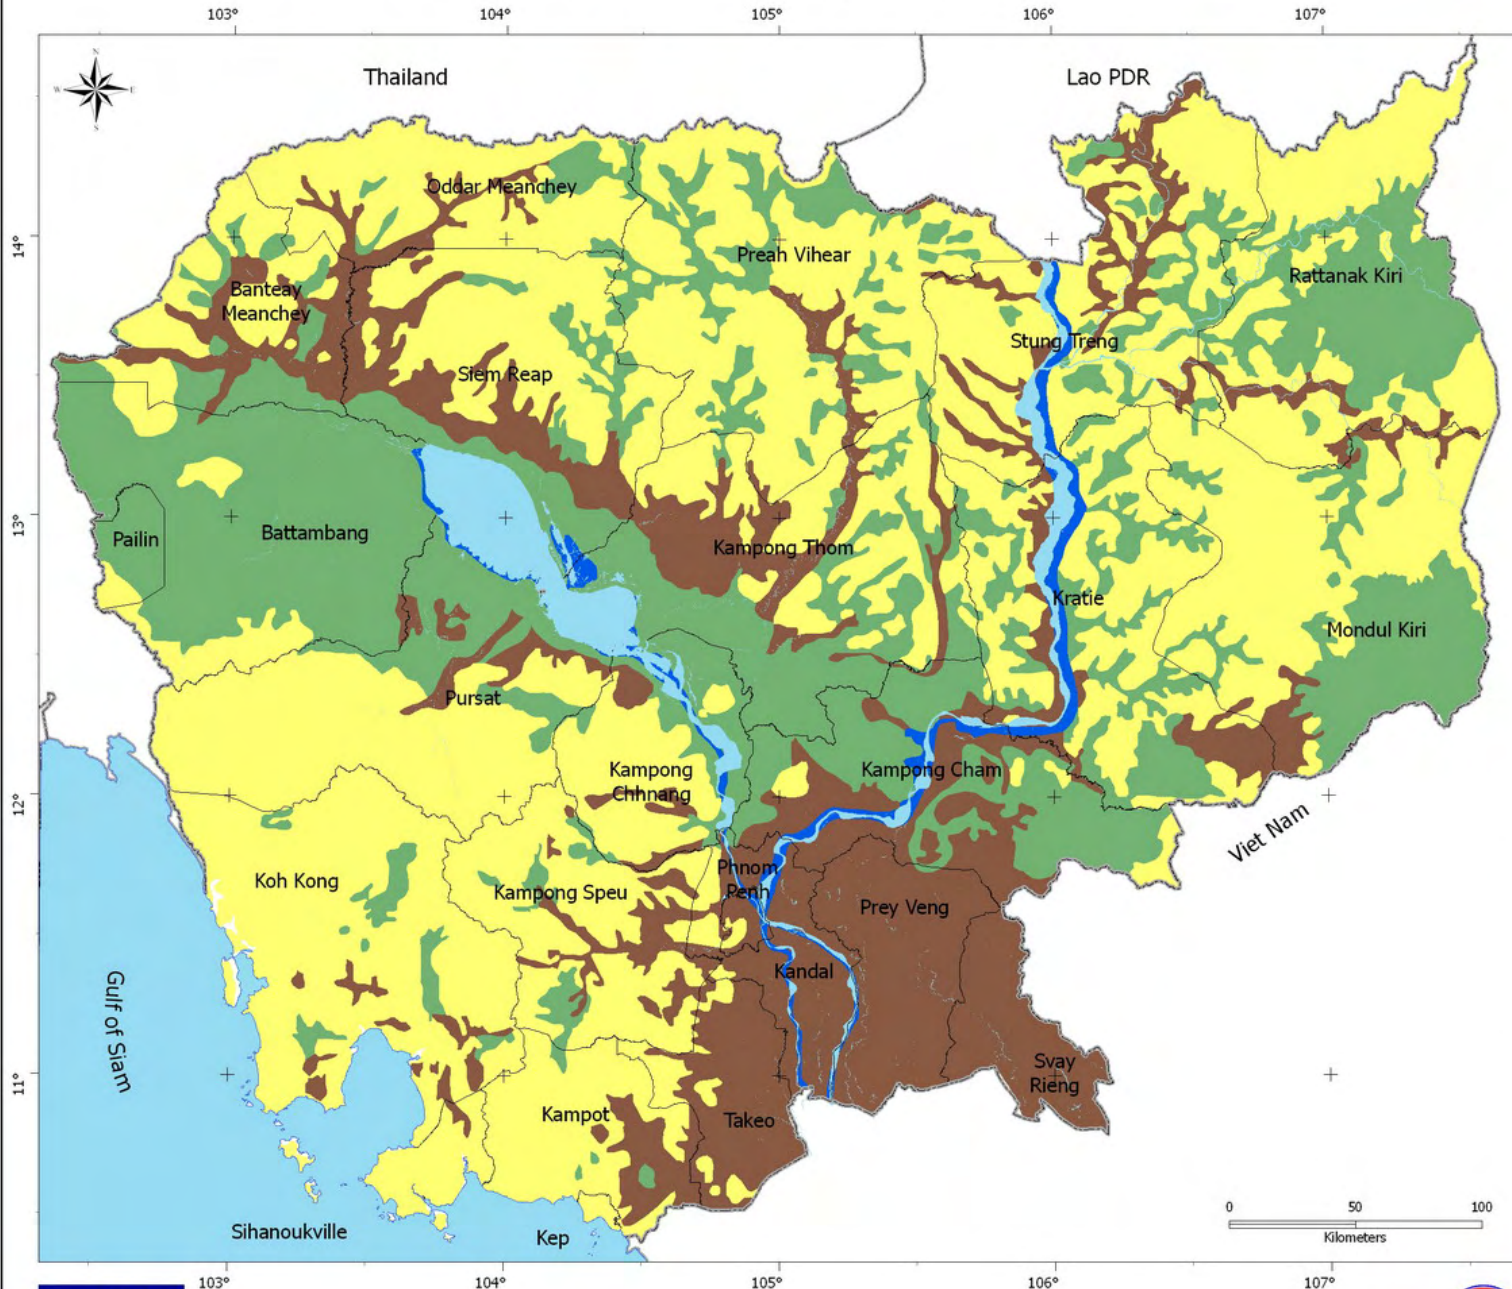 103° 104° 105° 106° 107°
Thailand
Lao PDR
N
W E
S
Oddar Meanchey
14°
14°
Preah Vihear
Rattanak Kiri
Banteay
Meanchey
Stung Treng
Siem Reap
13°
Pailin
Battambang
Kampong Thom
Kratie
Mondul Kiri
Pursat
Kampong
Chhnang
Kampong Cham
12°
Viet Nam
Koh Kong
Kampong Speu
Phnom
Penh
Prey Veng
Kandal
Gulf of Siam
11°
Svay
Rieng
Kampot
Takeo
0 50 100
Kilometers
Sihanoukville
Kep
103° 104° 105° 106° 107°